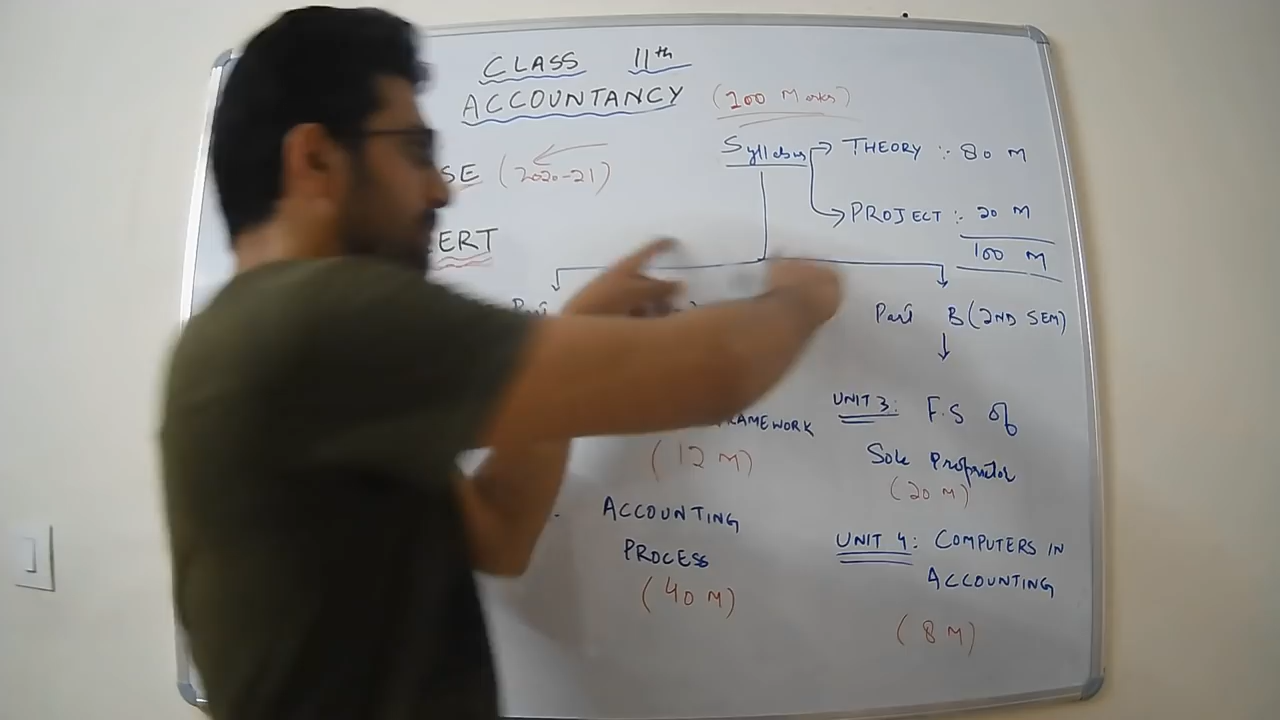 CLASS 11th
ACCOUNTANCY (100 Marks)
SE (2020-21)
ERT
Syllabus
THEORY :- 80 M
PROJECT :- 20 M
100 M
Part
Part B (2ND SEM)
RAMEWORK
(12 M)
ACCOUNTING
PROCESS
(40 M)
UNIT 3: F.S of
Sole Proprietor
(20 M)
UNIT 4: COMPUTERS IN
ACCOUNTING
(8 M)